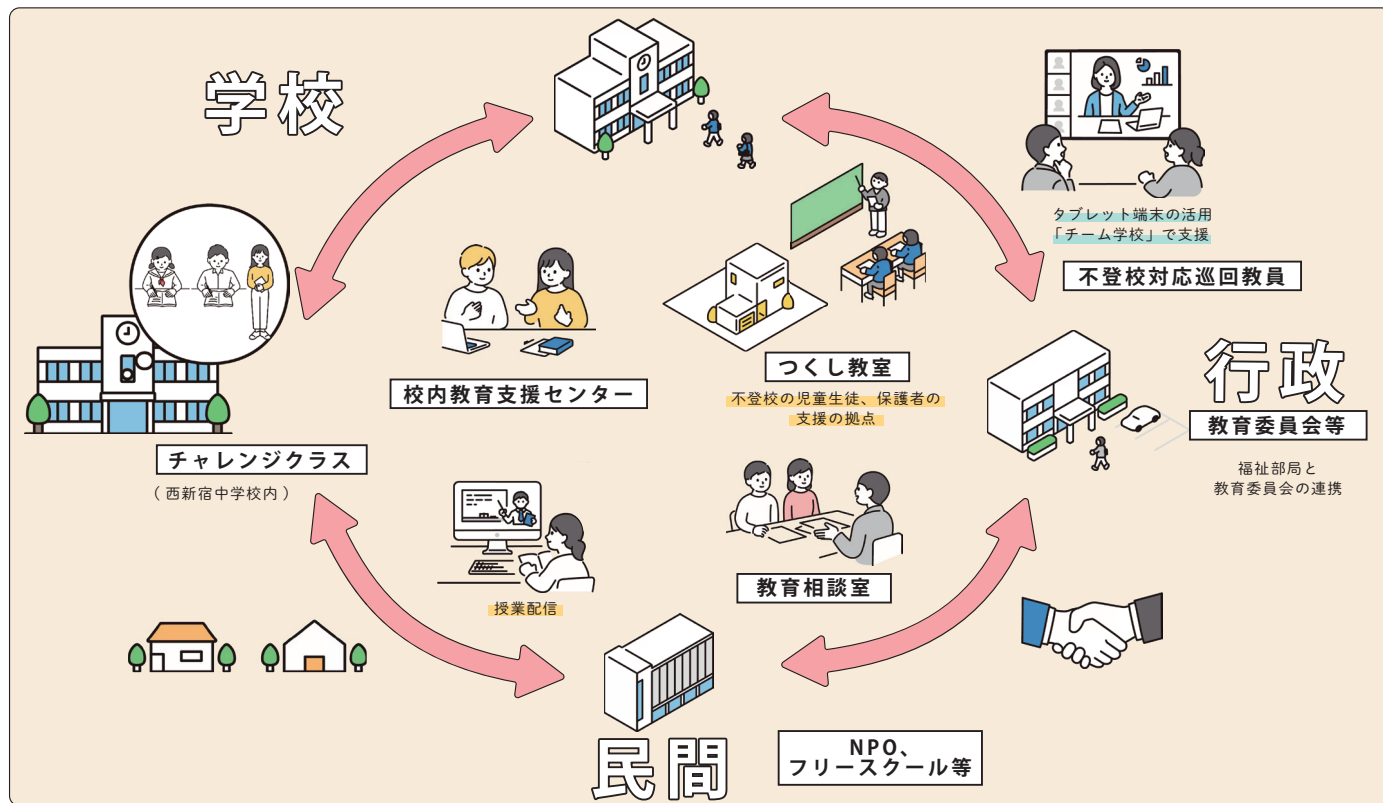 学校
タブレット端末の活用
「チーム学校」で支援
不登校対応巡回教員
校内教育支援センター
つくし教室
不登校の児童生徒、保護者の
支援の拠点
行政
教育委員会等
福祉部局と
教育委員会の連携
チャレンジクラス
（西新宿中学校内）
授業配信
教育相談室
民間
NPO、
フリースクール等